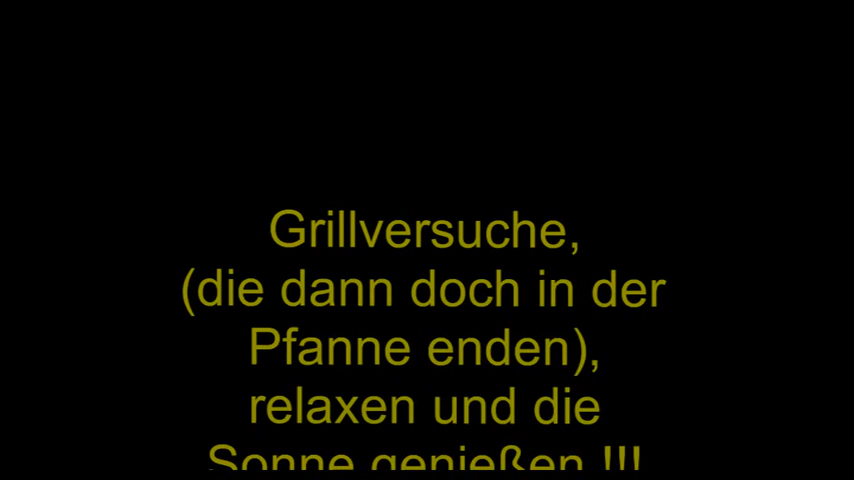 Grillversuche,
(die dann doch in der
Pfanne enden),
relaxen und die
Sonne genießen !!!